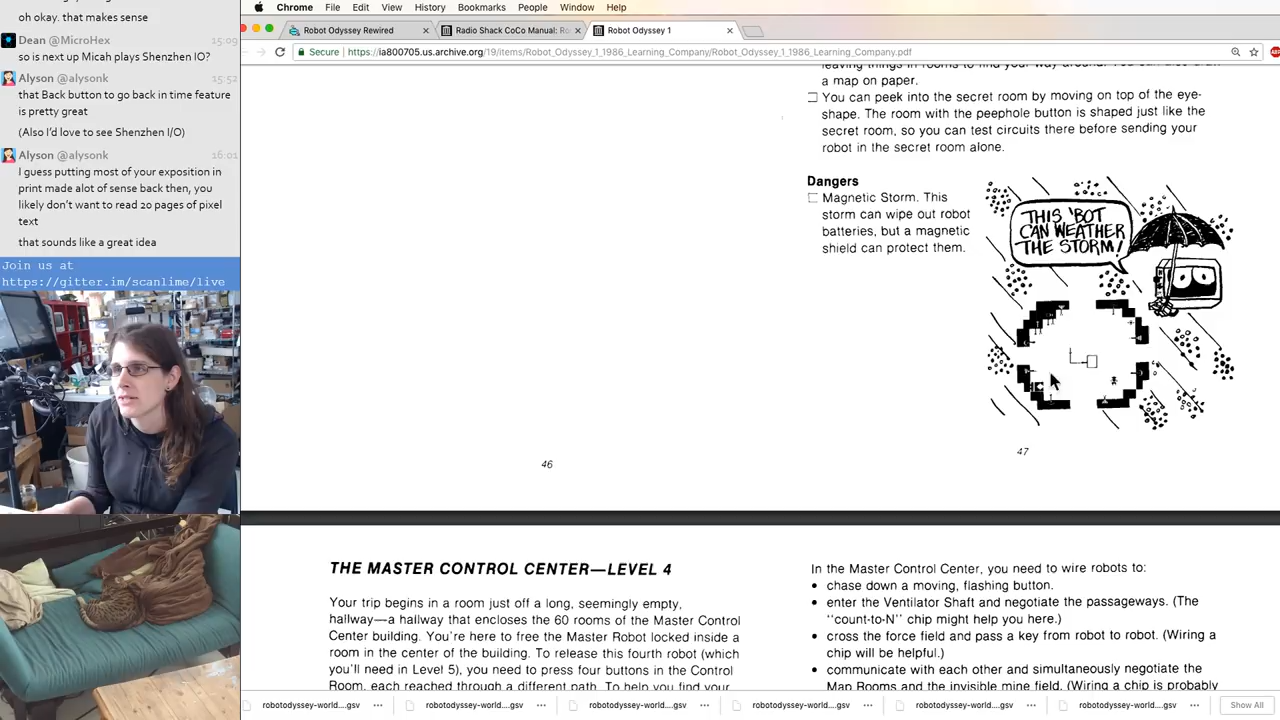 Chrome File Edit View History Bookmarks People Window Help
oh okay. that makes sense
Dean @MicroHex 15:09
so is next up Micah plays Shenzhen IO?
Alyson @alysonk 15:52
that Back button to go back in time feature
is pretty great
(Also I'd love to see Shenzhen I/O)
Alyson @alysonk 16:01
I guess putting most of your exposition in
print made alot of sense back then, you
likely don't want to read 20 pages of pixel
text
that sounds like a great idea
Join us at
https://gitter.im/scanlime/live
Robot Odyssey Rewired
Radio Shack CoCo Manual: Ro
Robot Odyssey 1
Secure https://ia800705.us.archive.org/19/items/Robot_Odyssey_1_1986_Learning_Company/Robot_Odyssey_1_1986_Learning_Company.pdf
leaving things in rooms to find your way around. You can also draw
a map on paper.
You can peek into the secret room by moving on top of the eye-
shape. The room with the peephole button is shaped just like the
secret room, so you can test circuits there before sending your
robot in the secret room alone.
Dangers
Magnetic Storm. This
storm can wipe out robot
batteries, but a magnetic
shield can protect them.
THIS 'BOT
CAN WEATHER
THE STORM!
46
47
THE MASTER CONTROL CENTER—LEVEL 4
Your trip begins in a room just off a long, seemingly empty,
hallway—a hallway that encloses the 60 rooms of the Master Control
Center building. You're here to free the Master Robot locked inside a
room in the center of the building. To release this fourth robot (which
you'll need in Level 5), you need to press four buttons in the Control
Room, each reached through a different path. To help you find your
In the Master Control Center, you need to wire robots to:
• chase down a moving, flashing button.
• enter the Ventilator Shaft and negotiate the passageways. (The
"count-to-N" chip might help you here.)
• cross the force field and pass a key from robot to robot. (Wiring a
chip will be helpful.)
• communicate with each other and simultaneously negotiate the
Map Rooms and the invisible mine field. (Wiring a chip is probably
robotodyssey-world....gsv
robotodyssey-world....gsv
robotodyssey-world....gsv
robotodyssey-world....gsv
robotodyssey-world....gsv
robotodyssey-world....gsv
Show All